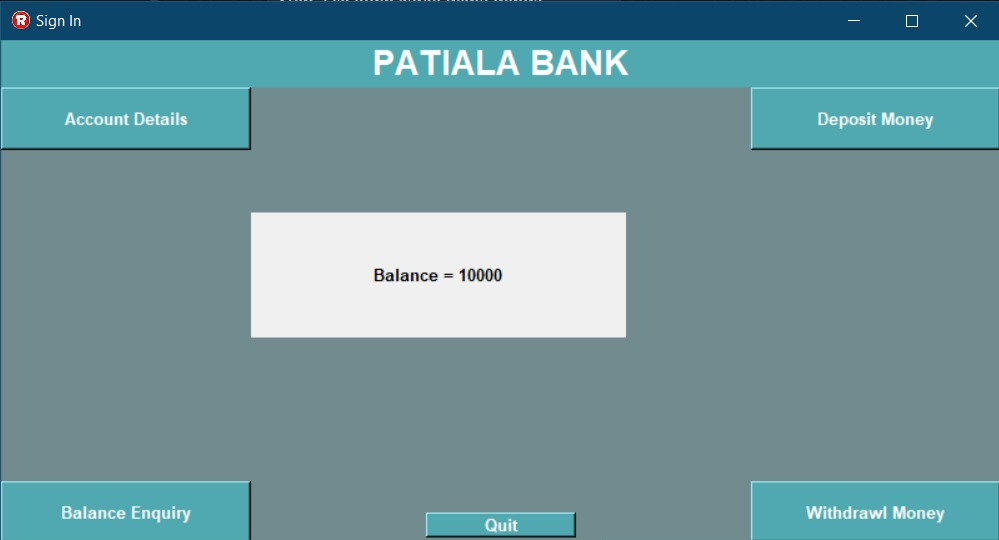 Sign In
PATIALA BANK
Account Details
Deposit Money
Balance = 10000
Balance Enquiry
Quit
Withdrawl Money